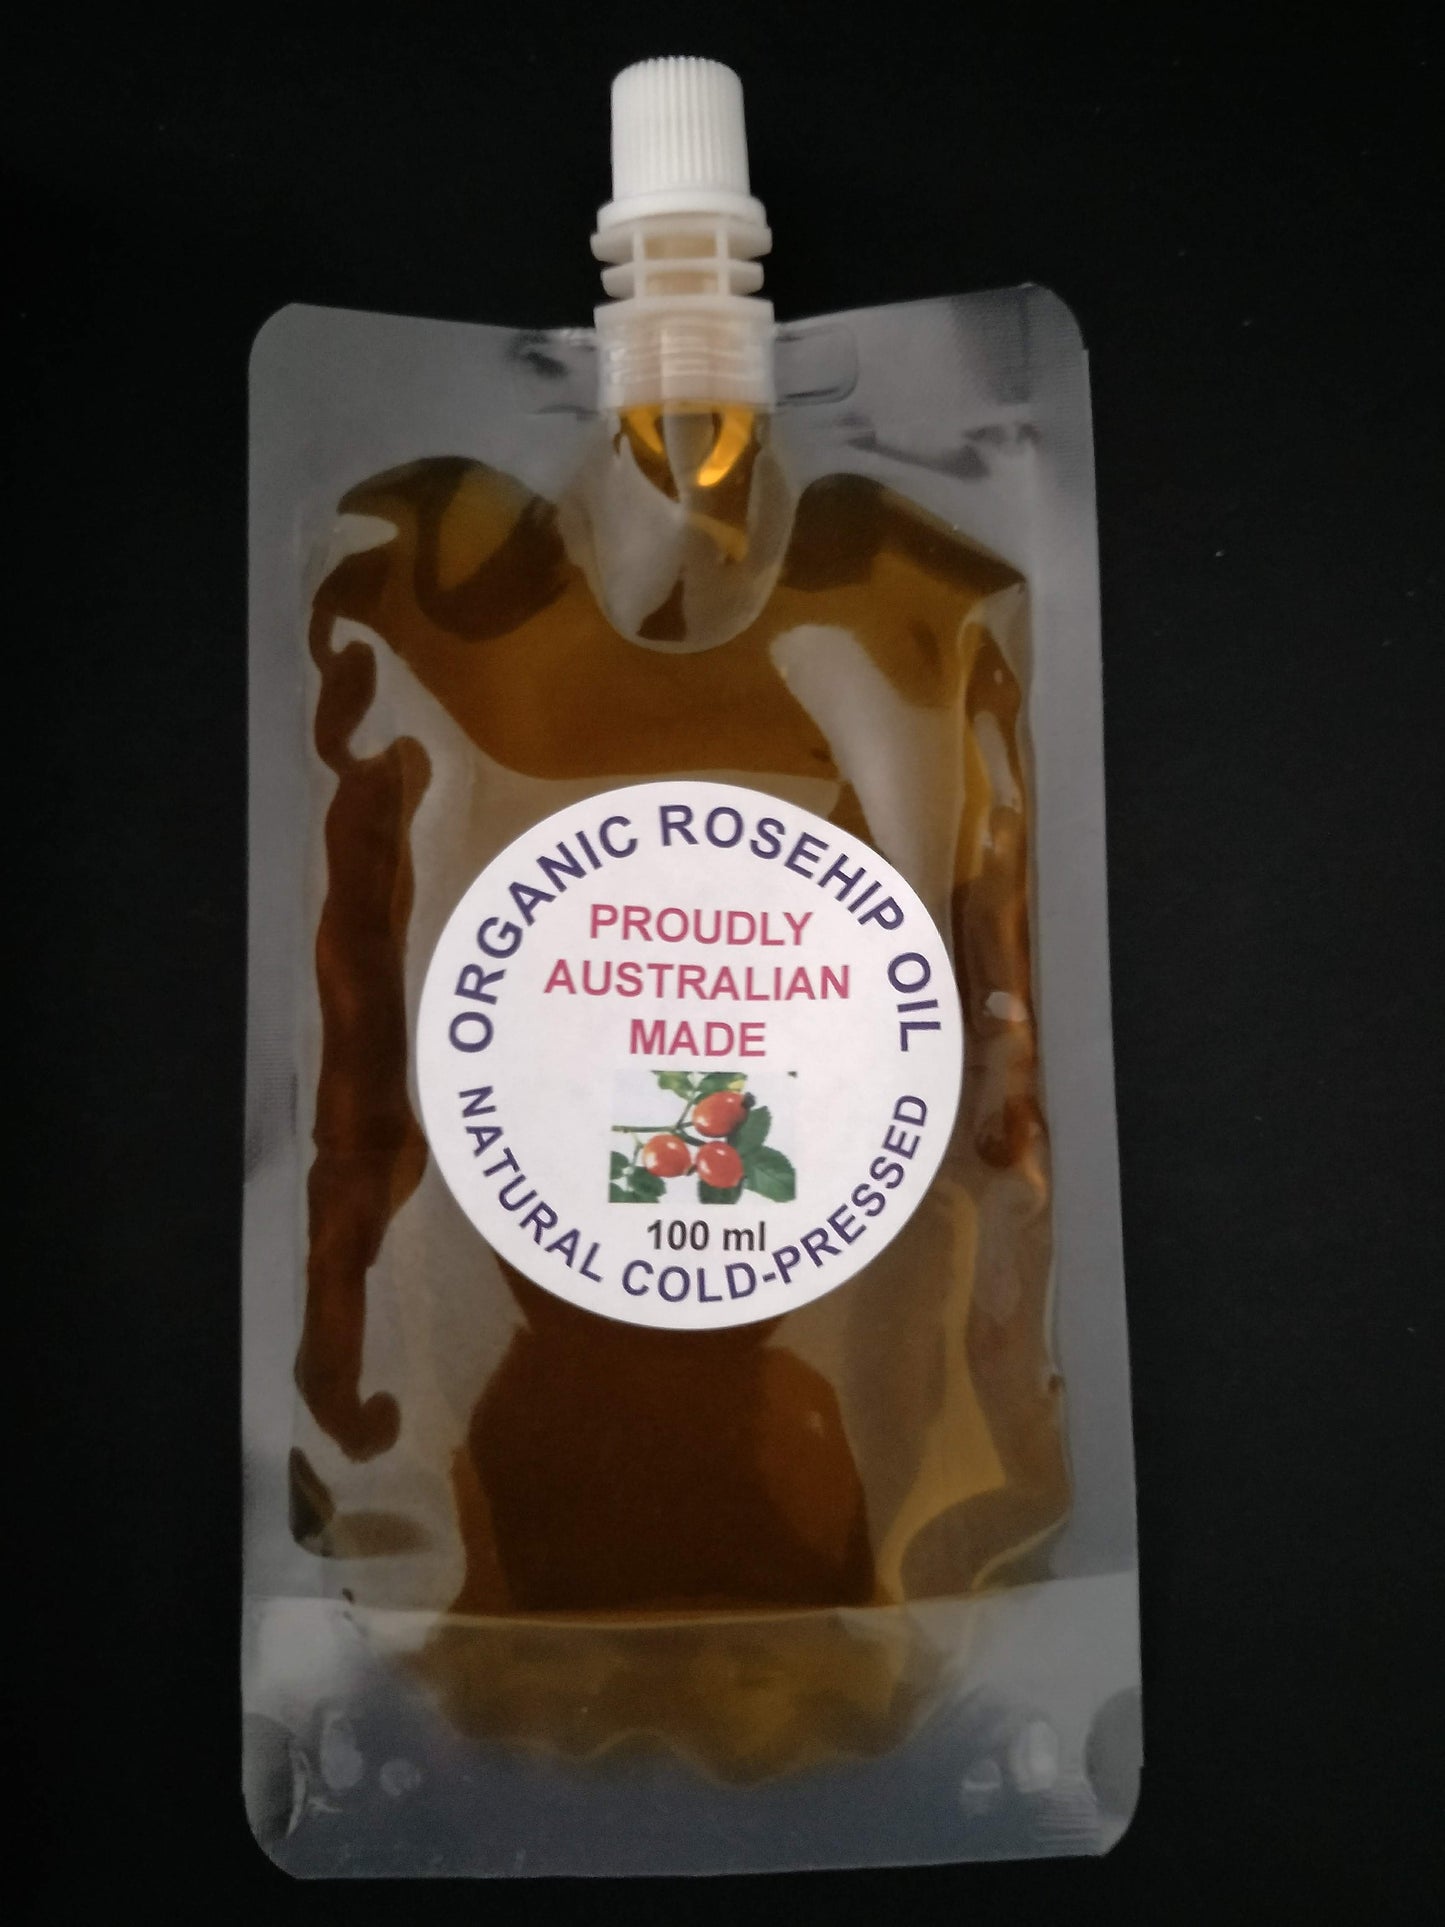 ORGANIC ROSEHIP OIL
PROUDLY
AUSTRALIAN
MADE
100 ml
NATURAL COLD-PRESSED